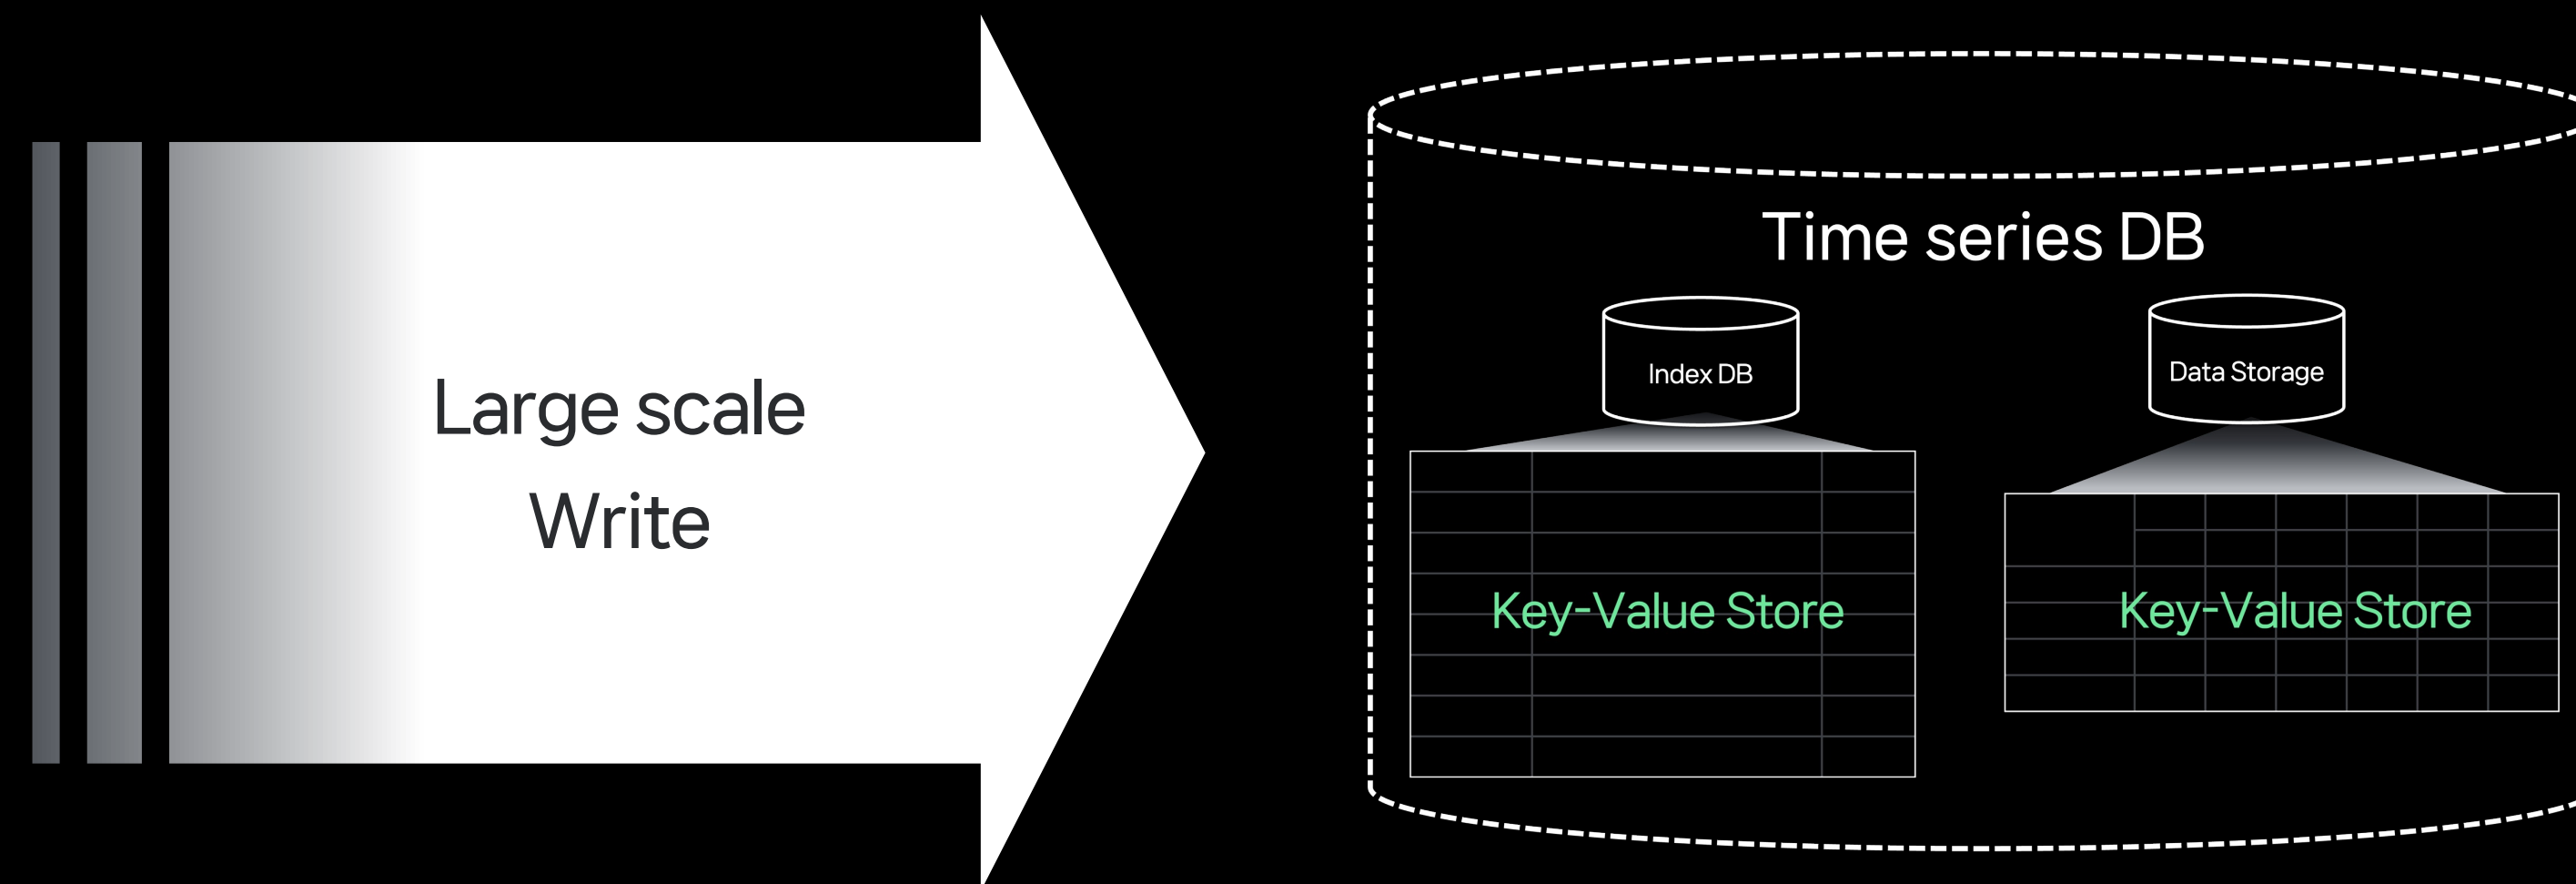 Large scale
Write
Time series DB
Index DB
Data Storage
Key-Value Store
Key-Value Store